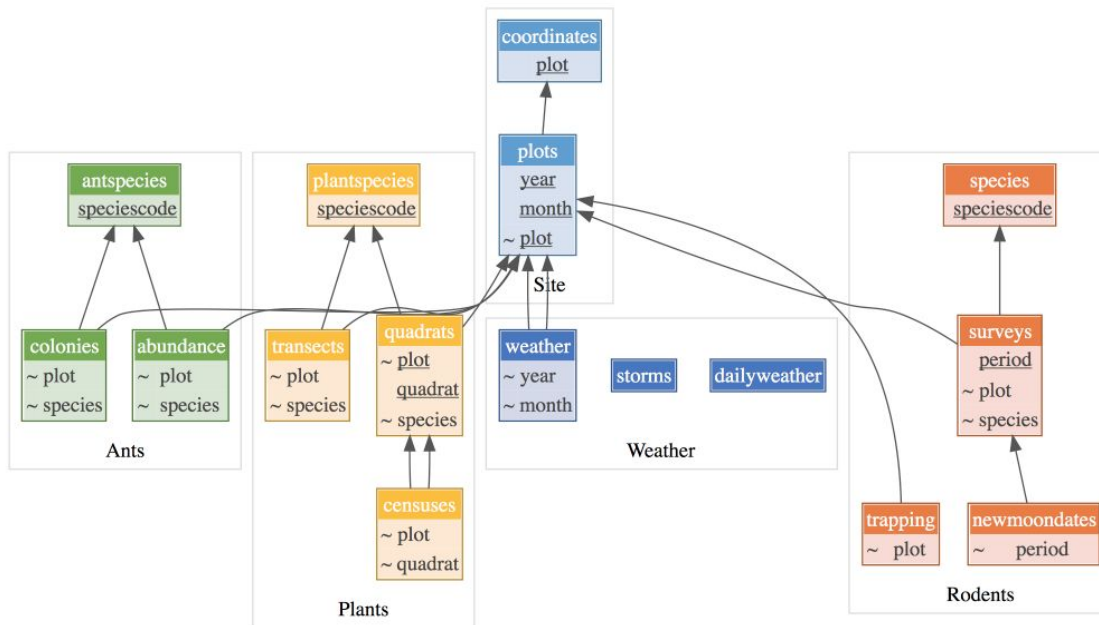 coordinates
plot
plots
year
month
~ plot
Site
antspecies
speciescode
colonies
~ plot
~ species
abundance
~ plot
~ species
Ants
plantspecies
speciescode
transects
~ plot
~ species
quadrats
~ plot
quadrat
~ species
censuses
~ plot
~ quadrat
Plants
weather
~ year
~ month
storms
dailyweather
Weather
species
speciescode
surveys
period
~ plot
~ species
trapping
~ plot
newmoondates
~ period
Rodents